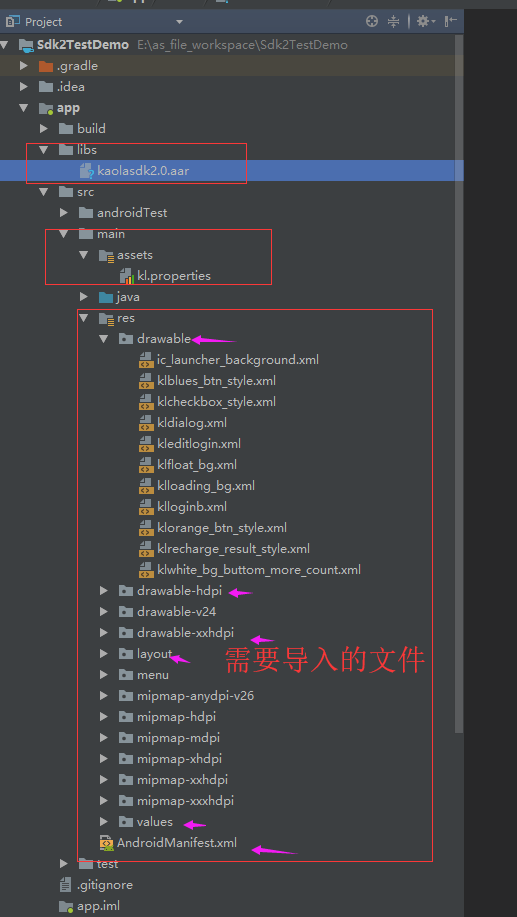 Project
Sdk2TestDemo E:\as_file_workspace\Sdk2TestDemo
.gradle
.idea
app
build
libs
kaolasdk2.0.aar
src
androidTest
main
assets
kl.properties
java
res
drawable
ic_launcher_background.xml
klblues_btn_style.xml
klcheckbox_style.xml
kldialog.xml
kleditlogin.xml
klfloat_bg.xml
klloading_bg.xml
klloginb.xml
klorange_btn_style.xml
klrecharge_result_style.xml
klwhite_bg_buttom_more_count.xml
drawable-hdpi
drawable-v24
drawable-xxhdpi
layout
需要导入的文件
menu
mipmap-anydpi-v26
mipmap-hdpi
mipmap-mdpi
mipmap-xhdpi
mipmap-xxhdpi
mipmap-xxxhdpi
values
AndroidManifest.xml
test
.gitignore
app.iml